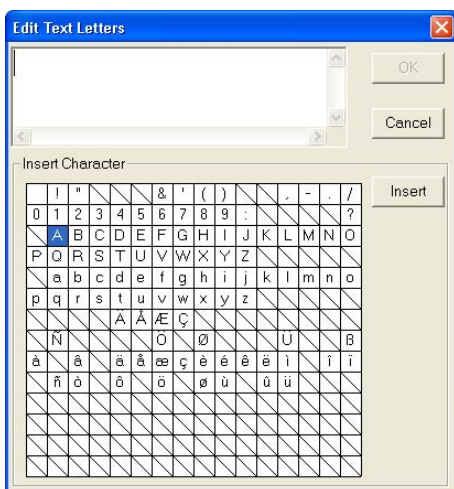 Edit Text Letters
OK
Cancel
Insert Character
Insert
! " & ' ( ) , - . /
0 1 2 3 4 5 6 7 8 9 : ?
A B C D E F G H I J K L M N O
P Q R S T U V W X Y Z
a b c d e f g h i j k l m n o
p q r s t u v w x y z
Ä Å Æ Ç
Ñ Ö Ø Ü ß
à â ä å æ ç è é ê ë ì î ï
ñ ò ô ö ø ù û ü